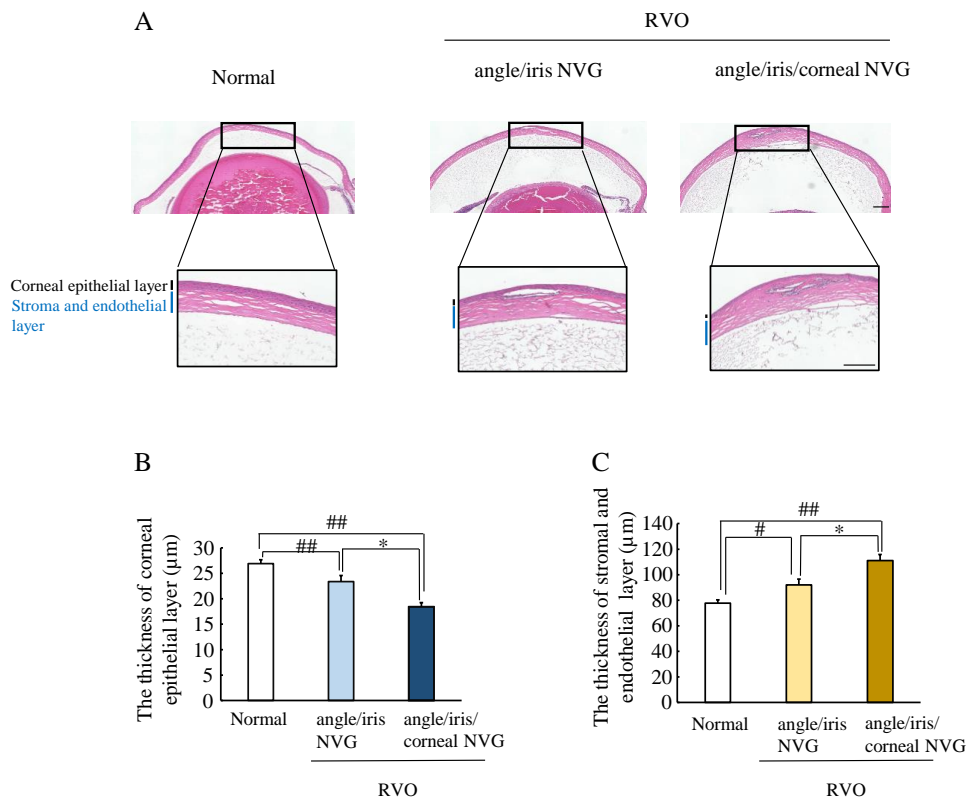 A
RVO
Normal
angle/iris NVG
angle/iris/corneal NVG
Corneal epithelial layer
Stroma and endothelial
layer
B
The thickness of corneal
epithelial layer (μm)
##
##
*
30
25
20
15
10
5
0
Normal
angle/iris
NVG
angle/iris/
corneal NVG
RVO
C
The thickness of stromal and
endothelial layer (μm)
##
#
*
140
120
100
80
60
40
20
0
Normal
angle/iris
NVG
angle/iris/
corneal NVG
RVO